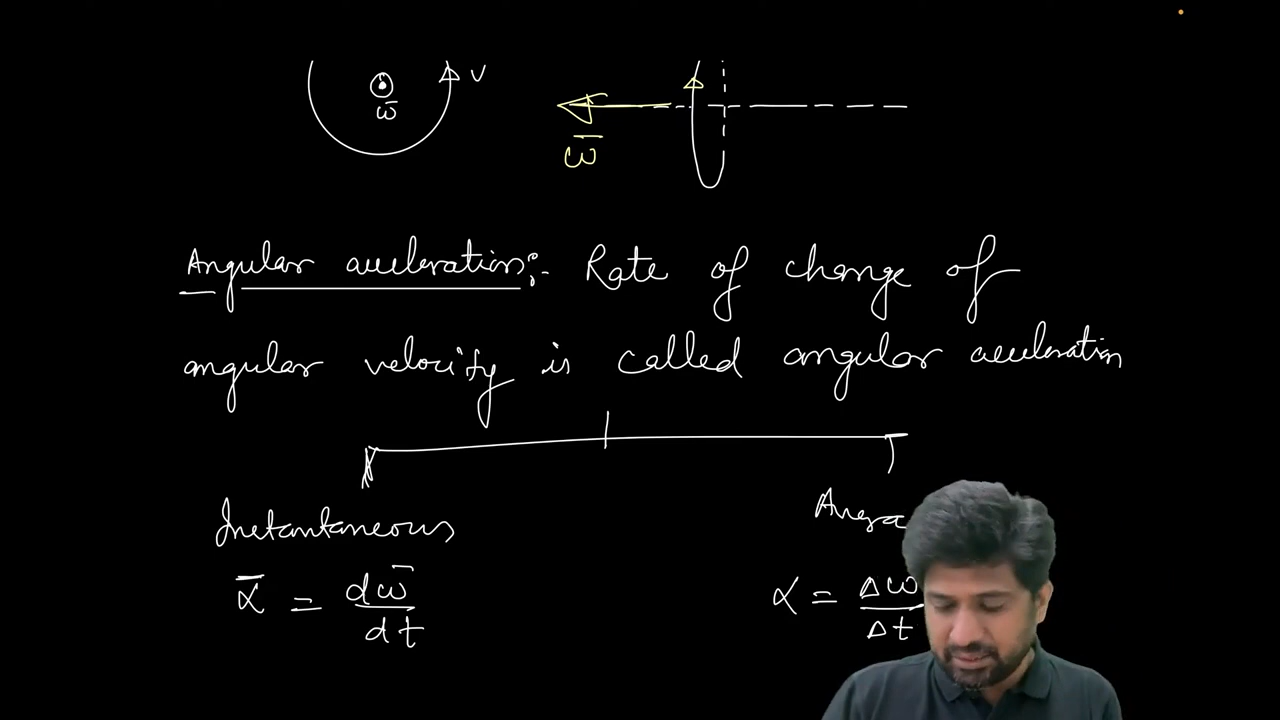 V
ω̄
ω̄
Angular acceleration:- Rate of change of
angular velocity is called angular acceleration
Instantaneous
ᾱ = dω̄/dt
α = Δω/Δt